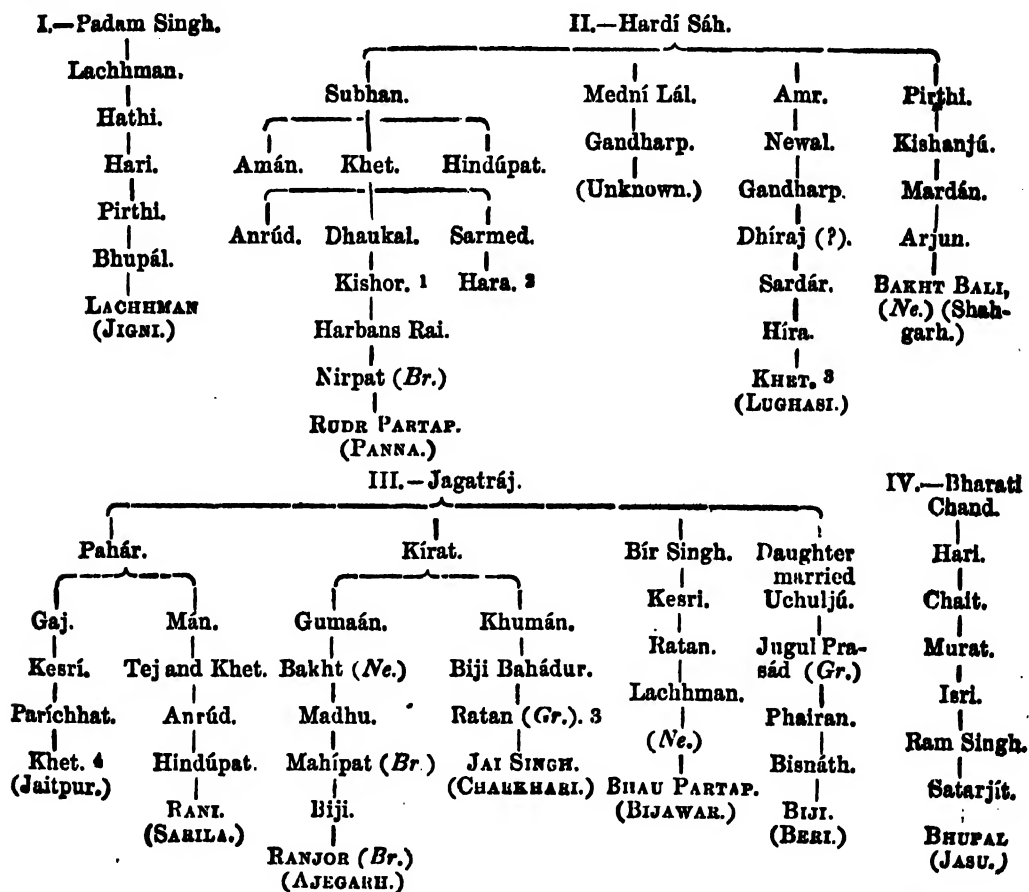 I.—Padam Singh.
Lachhman.
Hathi.
Hari.
Pirthi.
Bhupál.
LACHHMAN
(JIGNI.)
II.—Hardí Sáh.
Subhan.
Amán. Khet. Hindúpat.
Anrúd. Dhaukal. Sarmed.
Kishor. 1 Hara. 2
Harbans Rai.
Nirpat (Br.)
RUDR PARTAP.
(PANNA.)
Mední Lál.
Gandharp.
(Unknown.)
Amr.
Newal.
Gandharp.
Dhíraj (?).
Sardár.
Híra.
KHET. 3
(LUGHASI.)
Pirthi.
Kishanjú.
Mardán.
Arjun.
BAKHT BALI,
(Ne.) (Shah-
garh.)
III.—Jagatráj.
Pahár.
Gaj.
Kesrí.
Paríchhat.
Khet. 4
(Jaitpur.)
Mán.
Tej and Khet.
Anrúd.
Hindúpat.
RANI.
(SARILA.)
Kírat.
Gumaán.
Bakht (Ne.)
Madhu.
Mahípat (Br.)
Biji.
RANJOR (Br.)
(AJEGARH.)
Khumán.
Biji Bahádur.
Ratan (Gr.). 3
JAI SINGH.
(CHARKHARI.)
Bír Singh.
Kesri.
Ratan.
Lachhman.
(Ne.)
BHAU PARTAP.
(BIJAWAR.)
Daughter
married
Uchuljú.
Jugul Pra-
sád (Gr.)
Phairan.
Bisnáth.
BIJI.
(BERI.)
IV.—Bharati
Chand.
Hari.
Chait.
Murat.
Isri.
Ram Singh.
Satarjít.
BHUPAL
(JASU.)